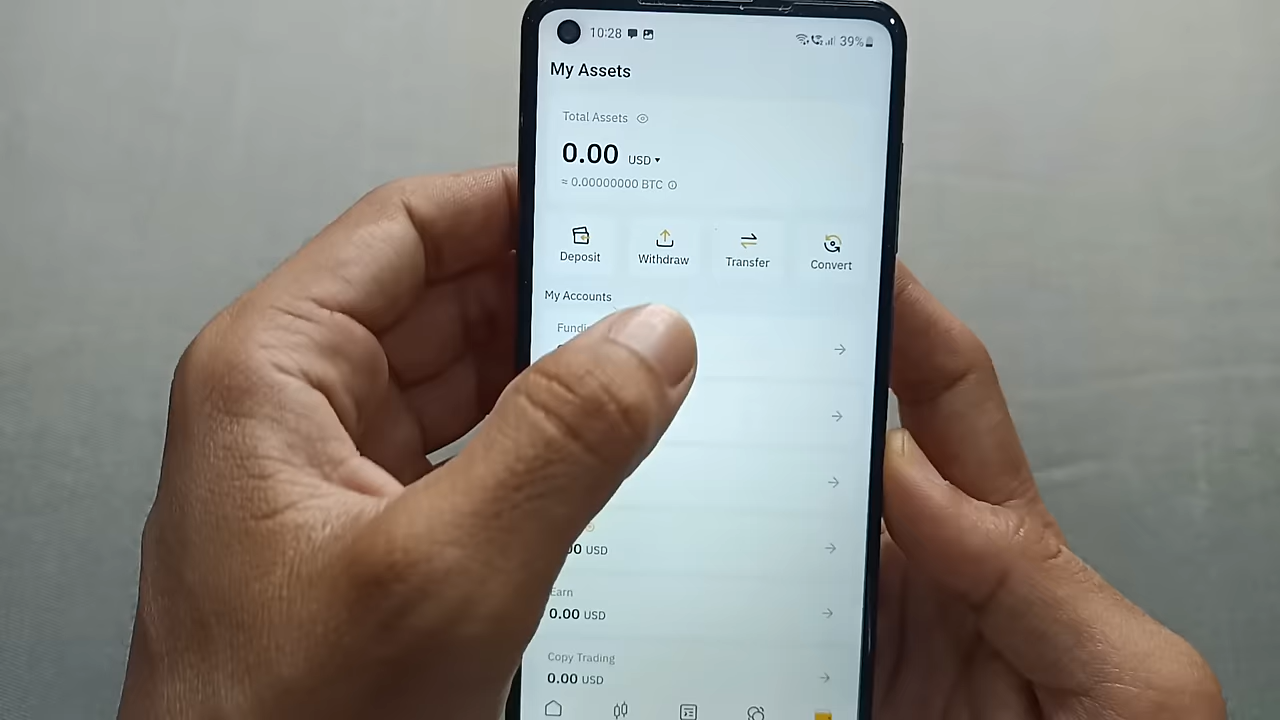 10:28
39%
My Assets
Total Assets
0.00 USD
≈ 0.00000000 BTC
Deposit Withdraw Transfer Convert
My Accounts
USD
Earn
0.00 USD
Copy Trading
0.00 USD